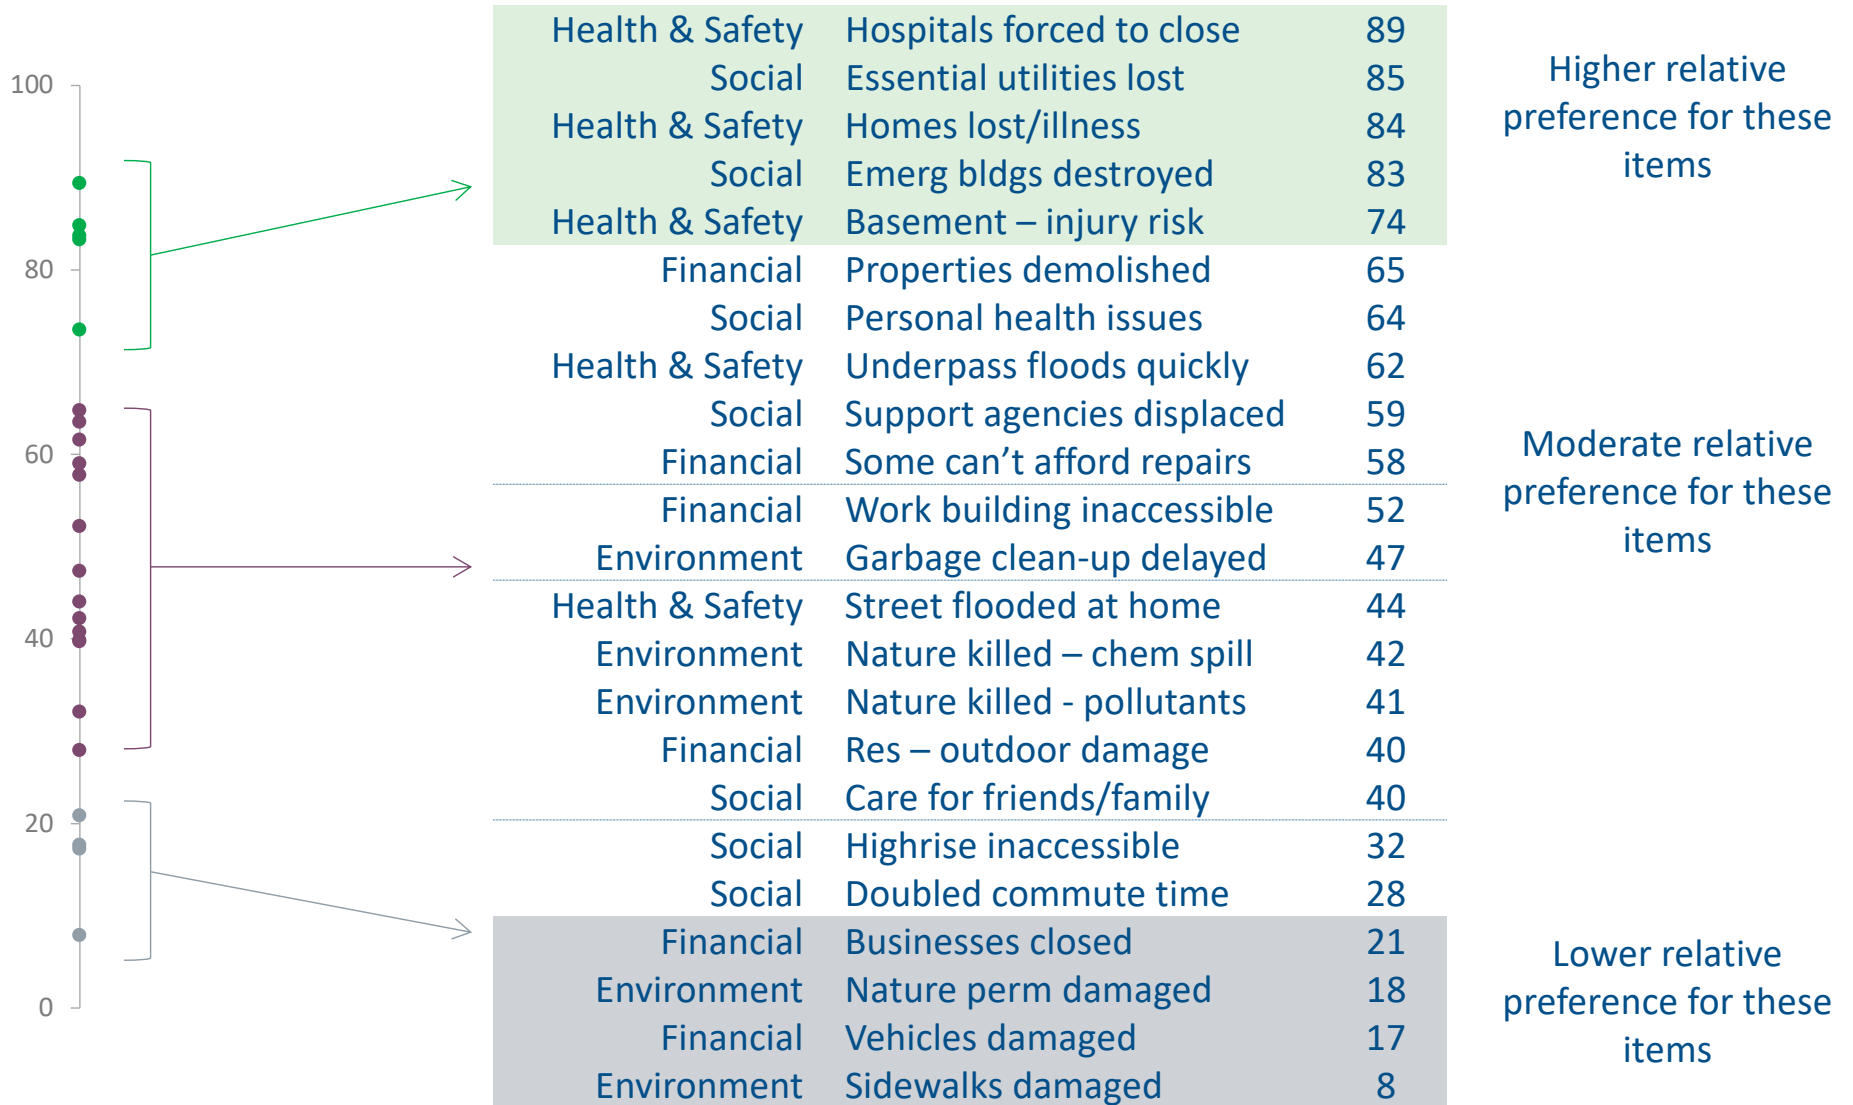 100
80
60
40
20
0
Health & Safety Hospitals forced to close 89
Social Essential utilities lost 85
Health & Safety Homes lost/illness 84
Social Emerg bldgs destroyed 83
Health & Safety Basement – injury risk 74
Financial Properties demolished 65
Social Personal health issues 64
Health & Safety Underpass floods quickly 62
Social Support agencies displaced 59
Financial Some can’t afford repairs 58
Financial Work building inaccessible 52
Environment Garbage clean-up delayed 47
Health & Safety Street flooded at home 44
Environment Nature killed – chem spill 42
Environment Nature killed - pollutants 41
Financial Res – outdoor damage 40
Social Care for friends/family 40
Social Highrise inaccessible 32
Social Doubled commute time 28
Financial Businesses closed 21
Environment Nature perm damaged 18
Financial Vehicles damaged 17
Environment Sidewalks damaged 8
Higher relative
preference for these
items
Moderate relative
preference for these
items
Lower relative
preference for these
items